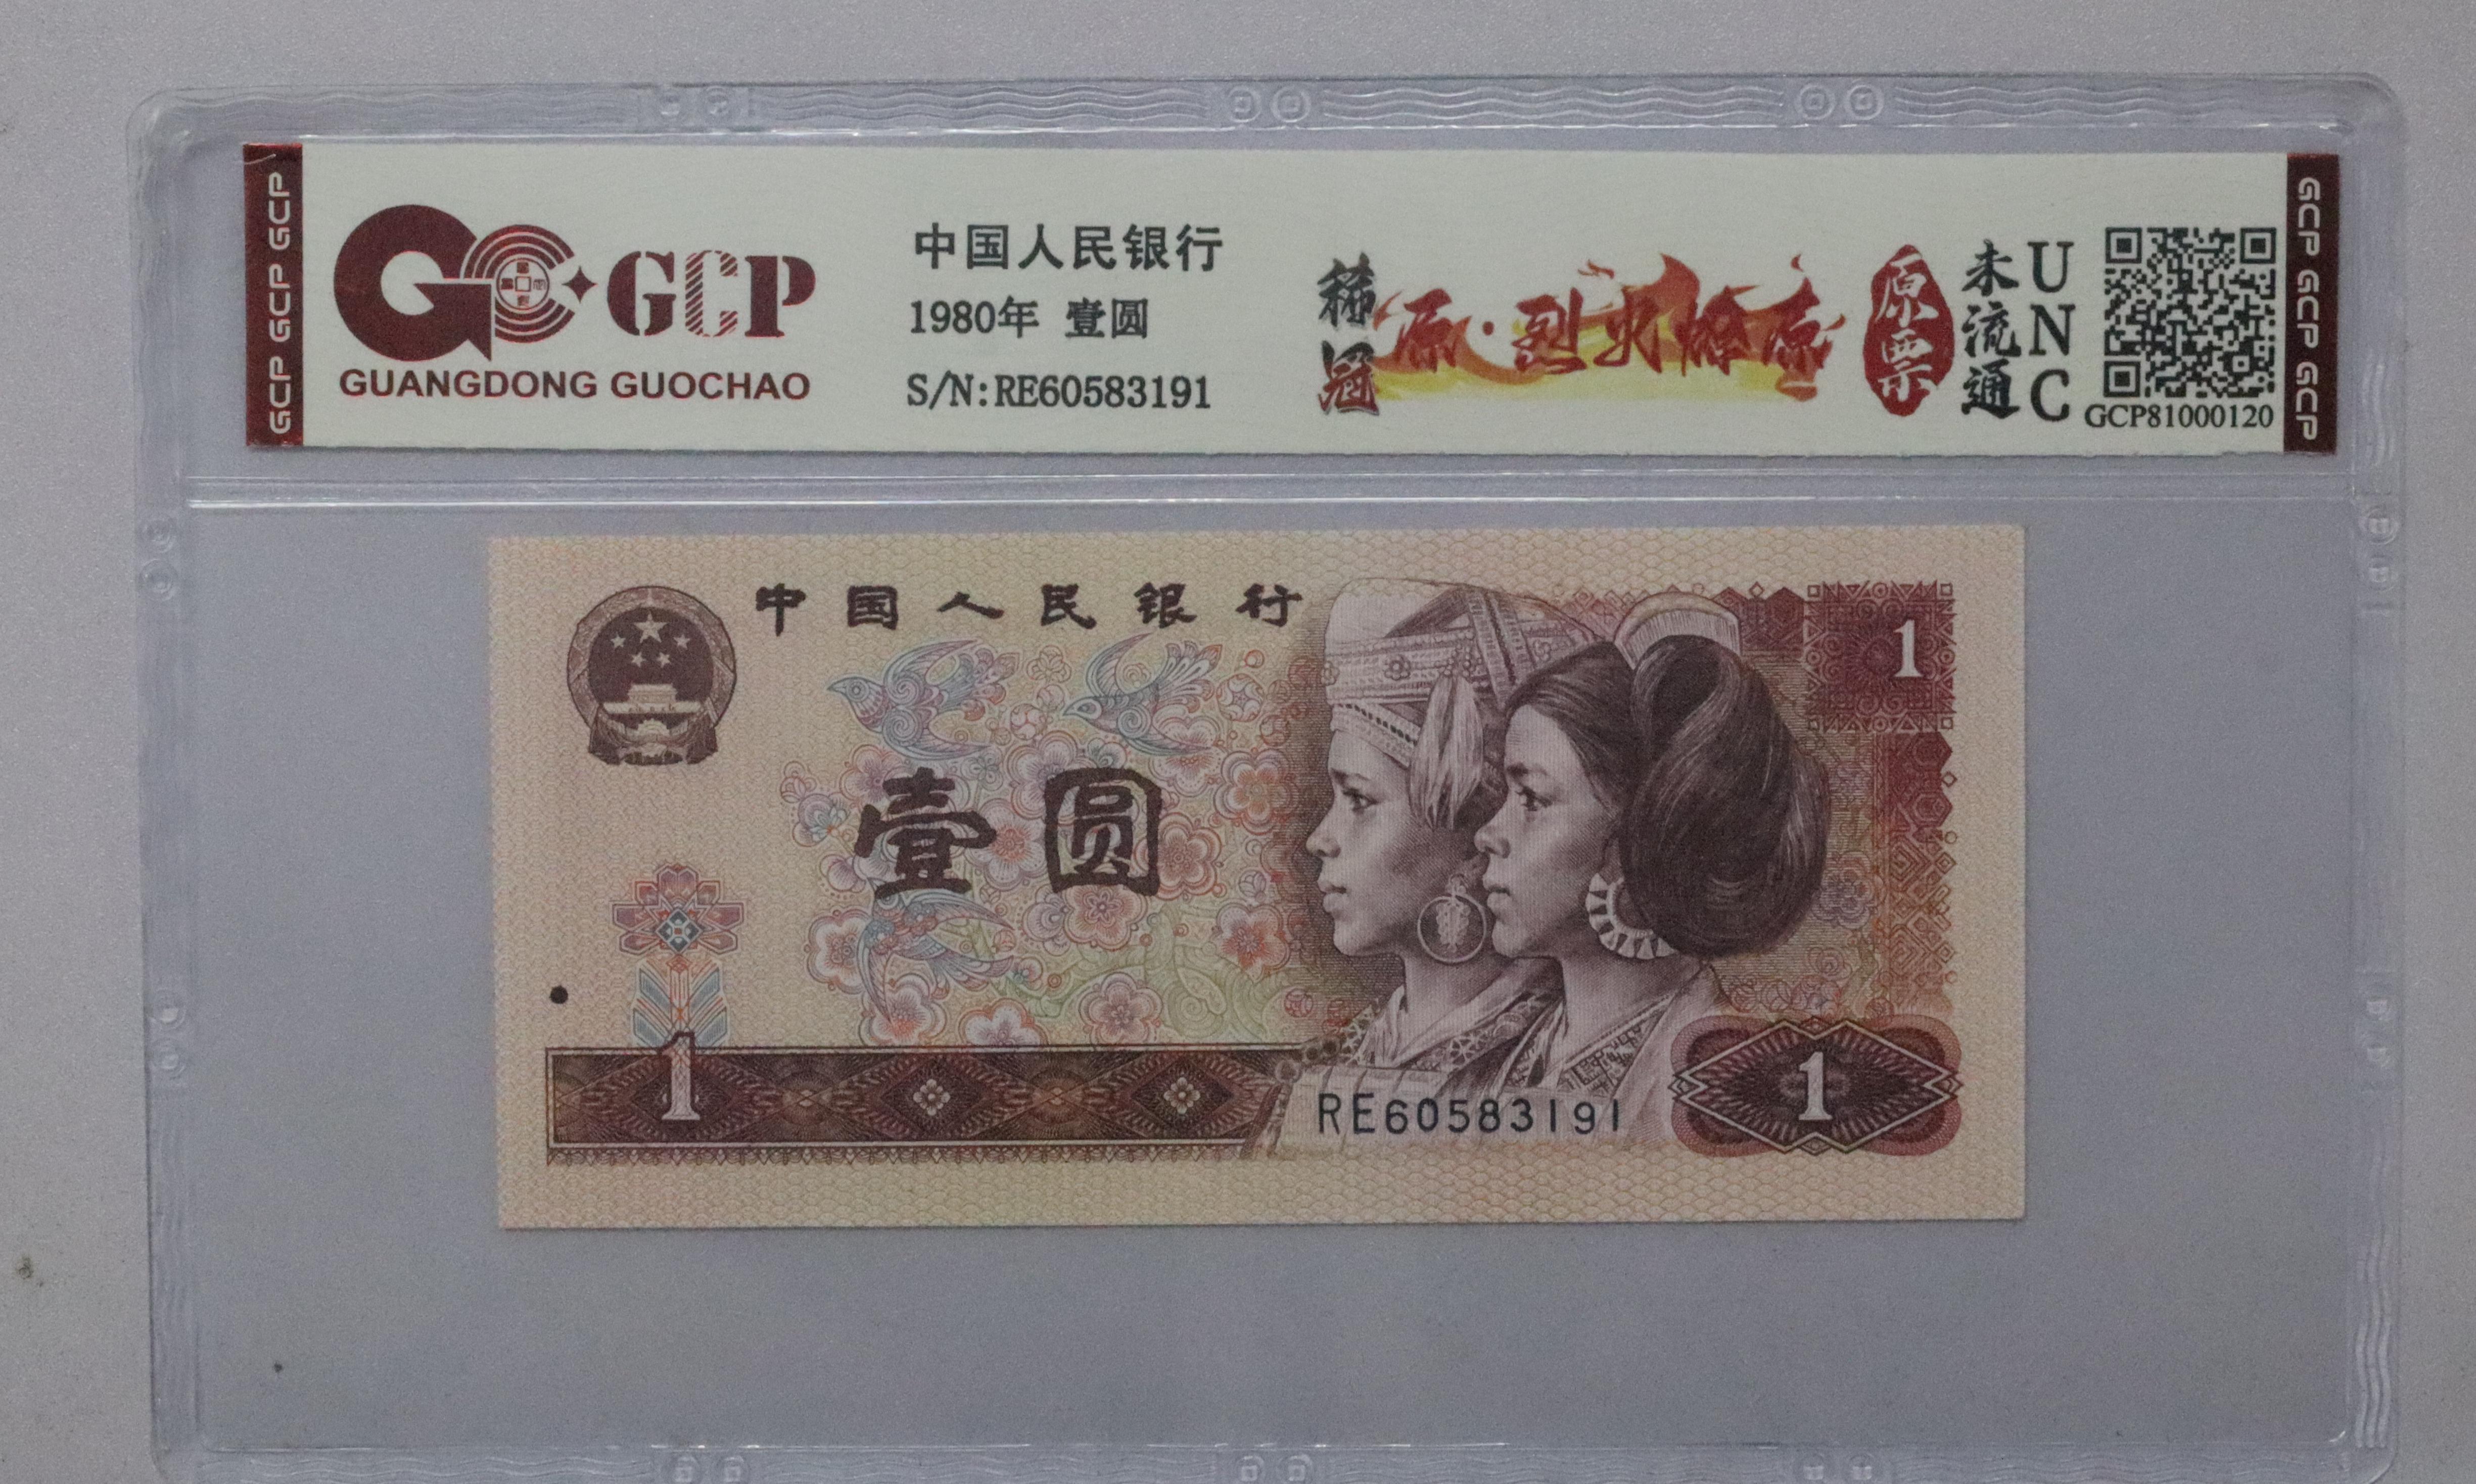 GCP GCP GCP
GCP
GUANGDONG GUOCHAO
中国人民银行
1980年 壹圆
S/N:RE60583191
稀冠
原·烈火烽原
原票
未流通
UNC
GCP81000120
GCP GCP GCP
中国人民银行
1
壹圆
1
RE60583191
1